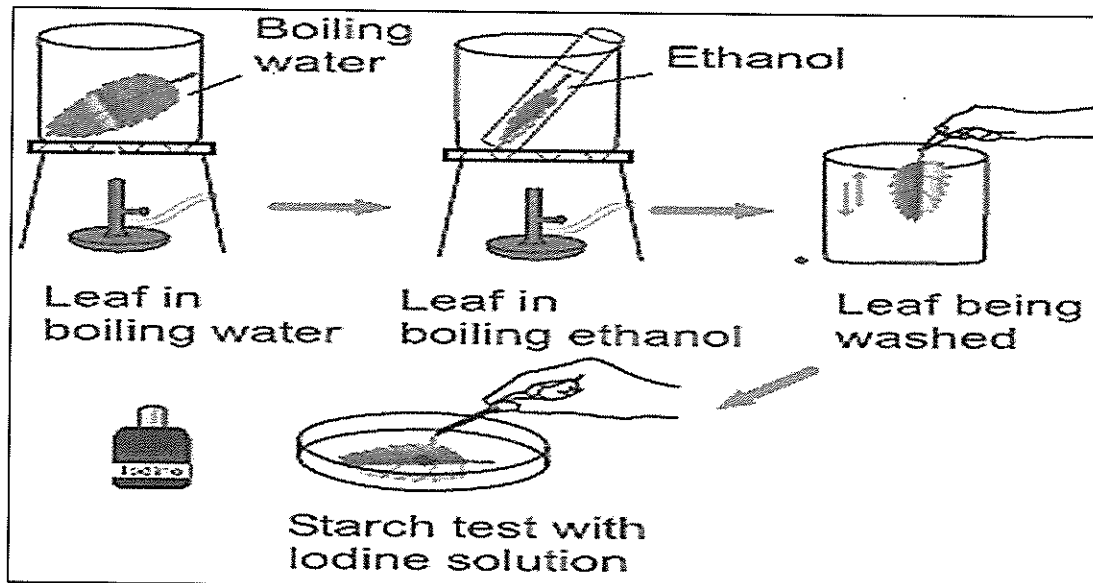 Boiling
water
Ethanol
Leaf in
boiling water
Leaf in
boiling ethanol
Leaf being
washed
Starch test with
Iodine solution